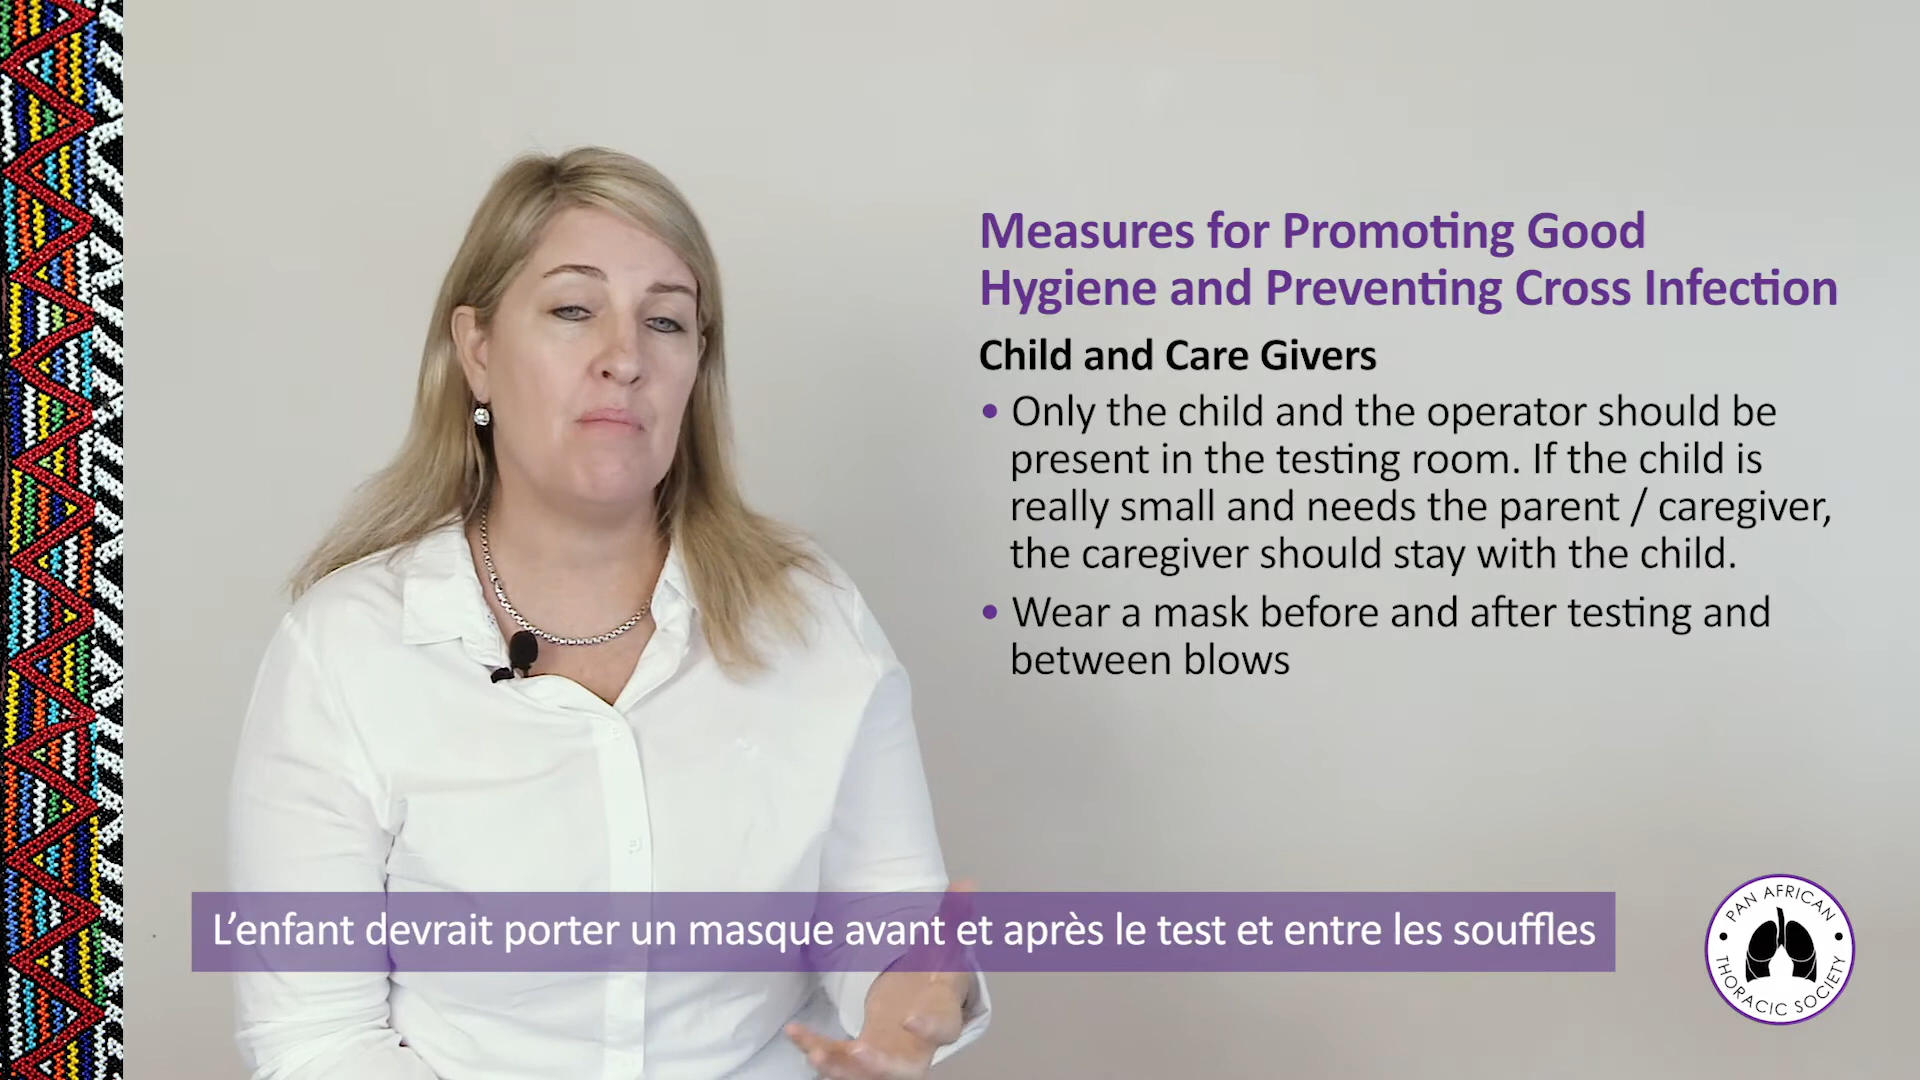 Measures for Promoting Good
Hygiene and Preventing Cross Infection
Child and Care Givers
• Only the child and the operator should be
present in the testing room. If the child is
really small and needs the parent / caregiver,
the caregiver should stay with the child.
• Wear a mask before and after testing and
between blows
L'enfant devrait porter un masque avant et après le test et entre les souffles
• PAN AFRICAN •
THORACIC SOCIETY